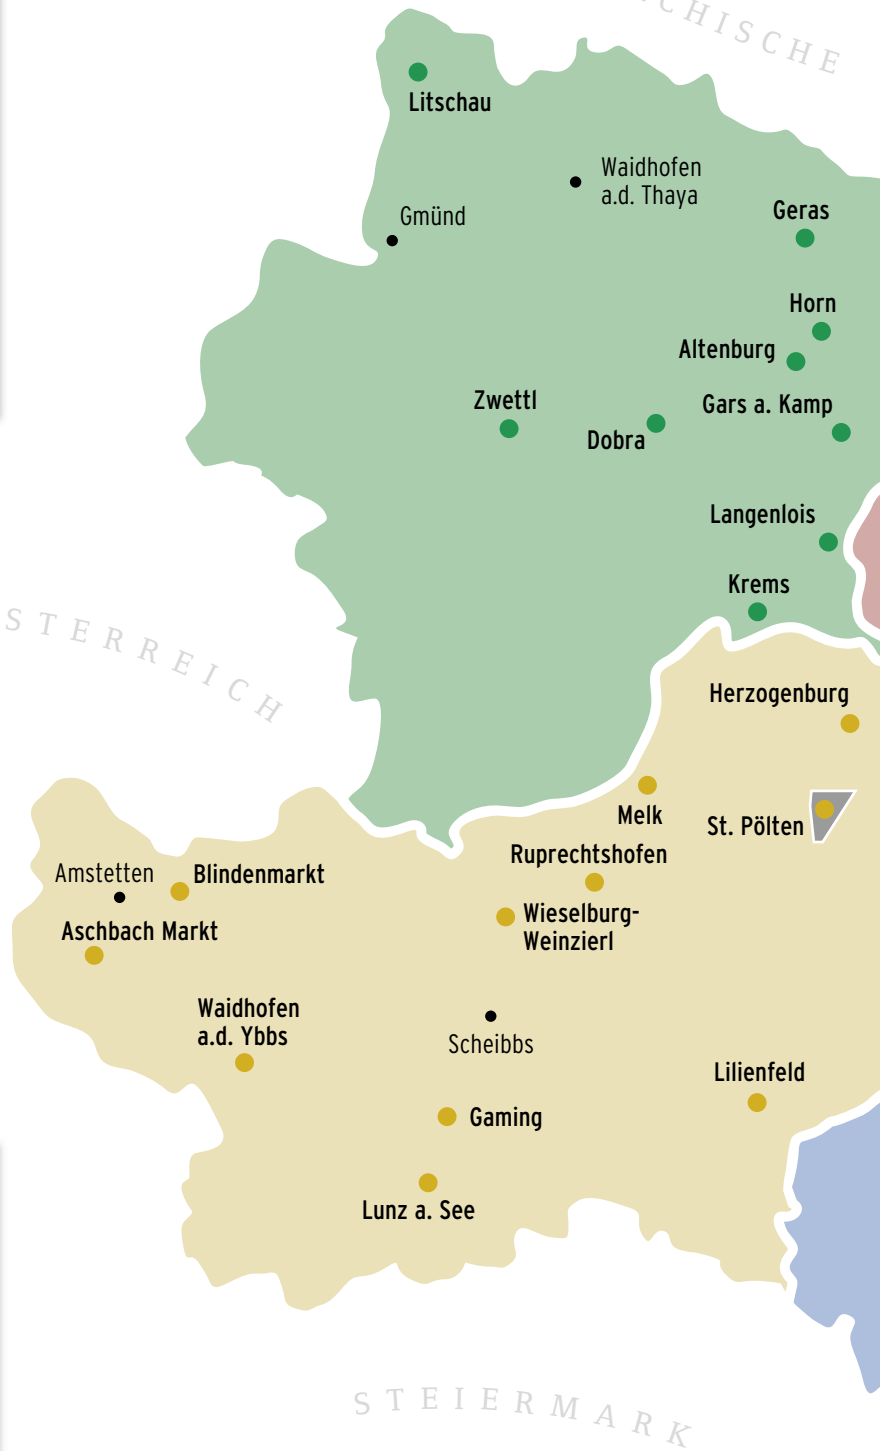 CHISCHE
Litschau
Waidhofen
a.d. Thaya
Gmünd
Geras
Horn
Altenburg
Zwettl
Gars a. Kamp
Dobra
Langenlois
Krems
STERREICH
Herzogenburg
Melk
St. Pölten
Ruprechtshofen
Amstetten
Blindenmarkt
Wieselburg-
Weinzierl
Aschbach Markt
Waidhofen
a.d. Ybbs
Scheibbs
Lilienfeld
Gaming
Lunz a. See
STEIERMARK